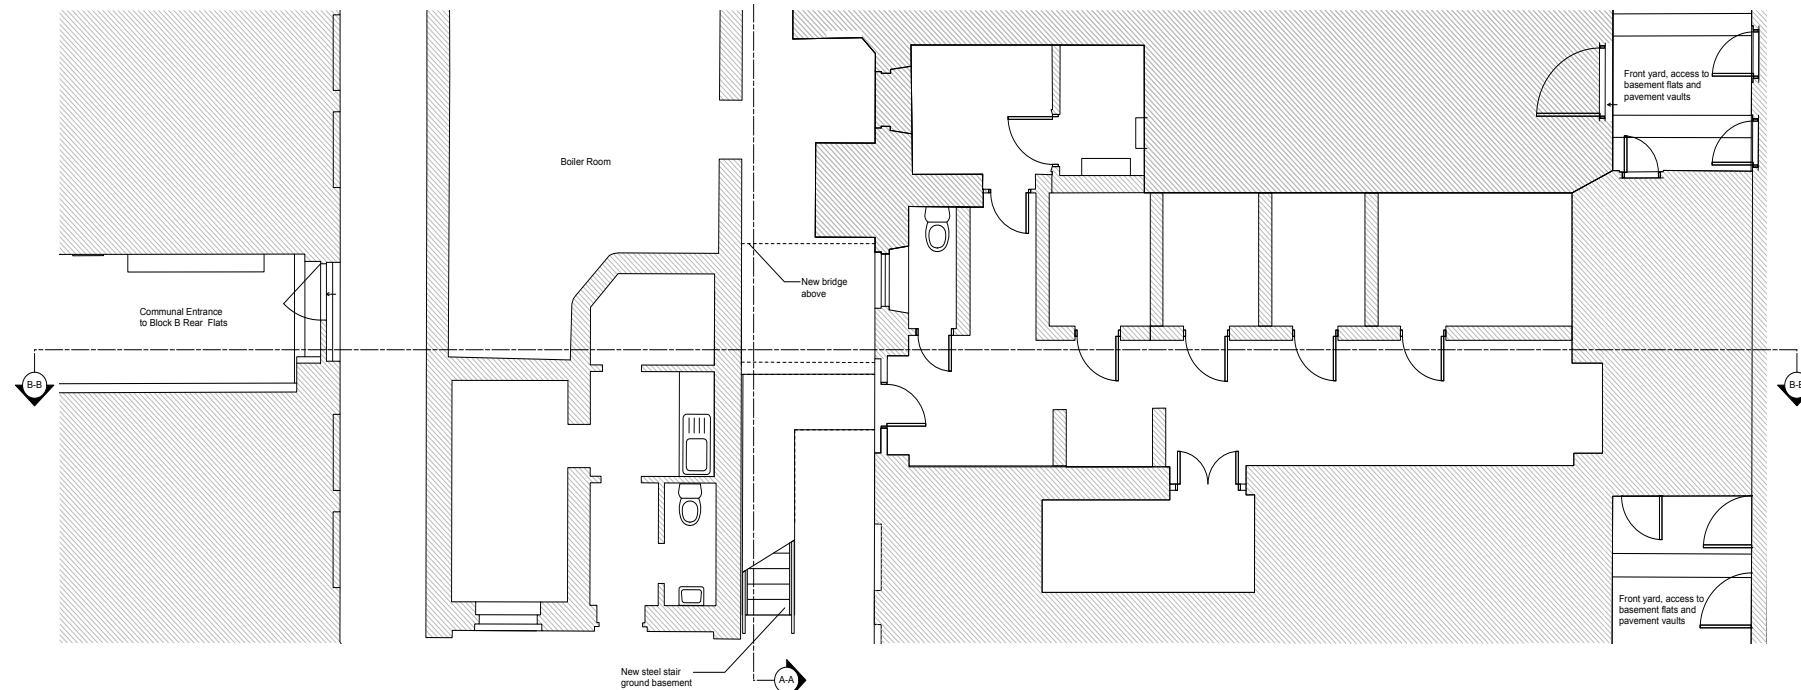 Front yard, access to
basement flats and
pavement vaults
Boiler Room
New bridge
above
Communal Entrance
to Block B Rear Flats
B-B
B-B
Front yard, access to
basement flats and
pavement vaults
New steel stair
ground basement
A-A